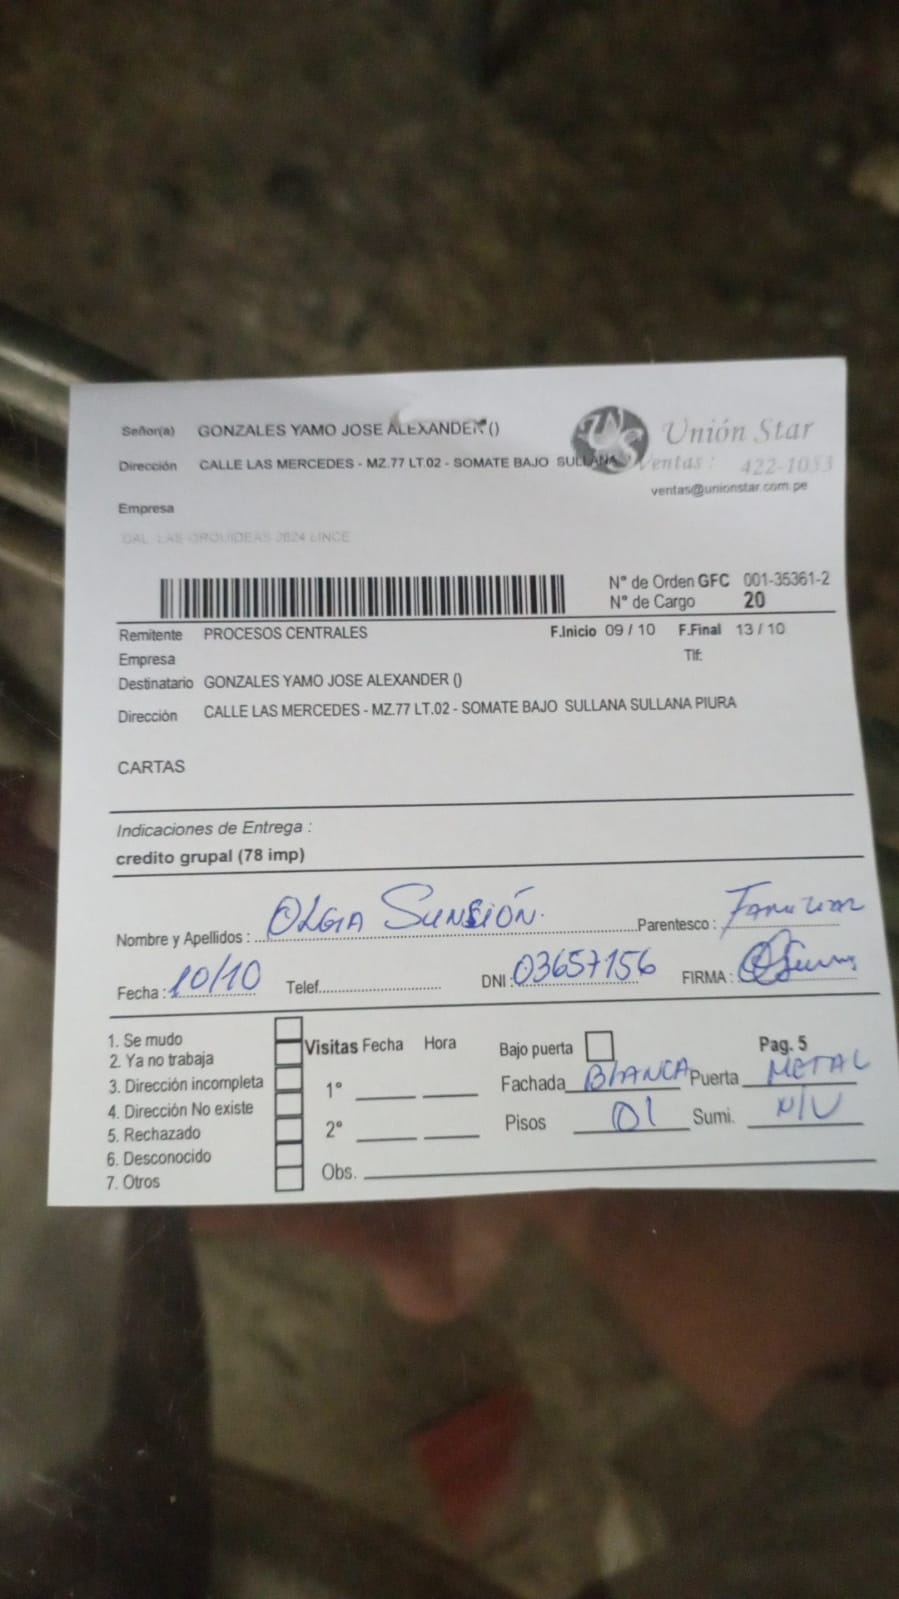 Señor(a) GONZALES YAMO JOSE ALEXANDER ()
Unión Star
Dirección CALLE LAS MERCEDES - MZ.77 LT.02 - SOMATE BAJO SULLANA
Ventas : 422-1053
ventas@unionstar.com.pe
Empresa
GAL. LAS ORQUIDEAS 2624 LINCE
N° de Orden GFC 001-35361-2
N° de Cargo 20
Remitente PROCESOS CENTRALES F.Inicio 09 / 10 F.Final 13 / 10
Empresa Tlf:
Destinatario GONZALES YAMO JOSE ALEXANDER ()
Dirección CALLE LAS MERCEDES - MZ.77 LT.02 - SOMATE BAJO SULLANA SULLANA PIURA
CARTAS
Indicaciones de Entrega :
credito grupal (78 imp)
Nombre y Apellidos : OLGA SUNCIÓN. Parentesco : Familiar
Fecha : 10/10 Telef. DNI : 03657156 FIRMA :
1. Se mudo
2. Ya no trabaja
3. Dirección incompleta
4. Dirección No existe
5. Rechazado
6. Desconocido
7. Otros
Visitas Fecha Hora
1°
2°
Obs.
Bajo puerta Pag. 5
Fachada BLANCA Puerta METAL
Pisos 01 Sumi. N/V